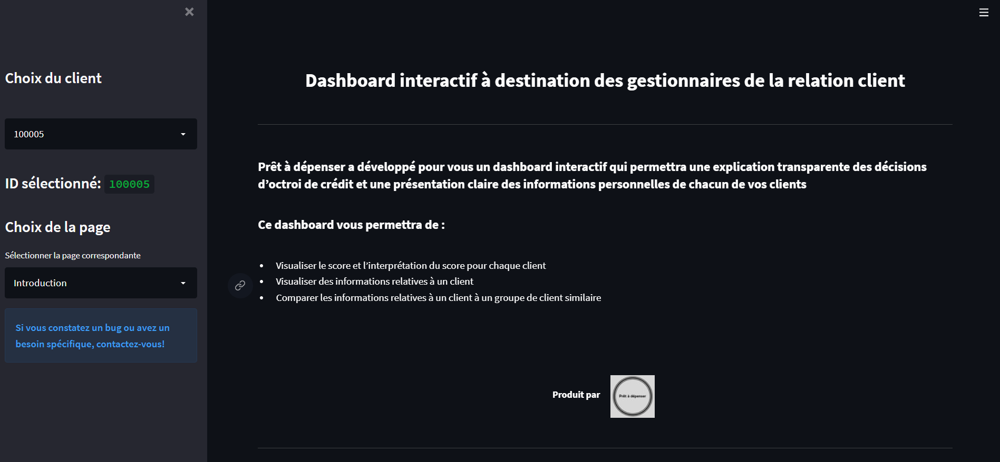 Choix du client
100005
ID sélectionné: 100005
Choix de la page
Sélectionner la page correspondante
Introduction
Si vous constatez un bug ou avez un
besoin spécifique, contactez-vous!
Dashboard interactif à destination des gestionnaires de la relation client
Prêt à dépenser a développé pour vous un dashboard interactif qui permettra une explication transparente des décisions
d’octroi de crédit et une présentation claire des informations personnelles de chacun de vos clients
Ce dashboard vous permettra de :
• Visualiser le score et l’interprétation du score pour chaque client
• Visualiser des informations relatives à un client
• Comparer les informations relatives à un client à un groupe de client similaire
Produit par
Prêt à dépenser